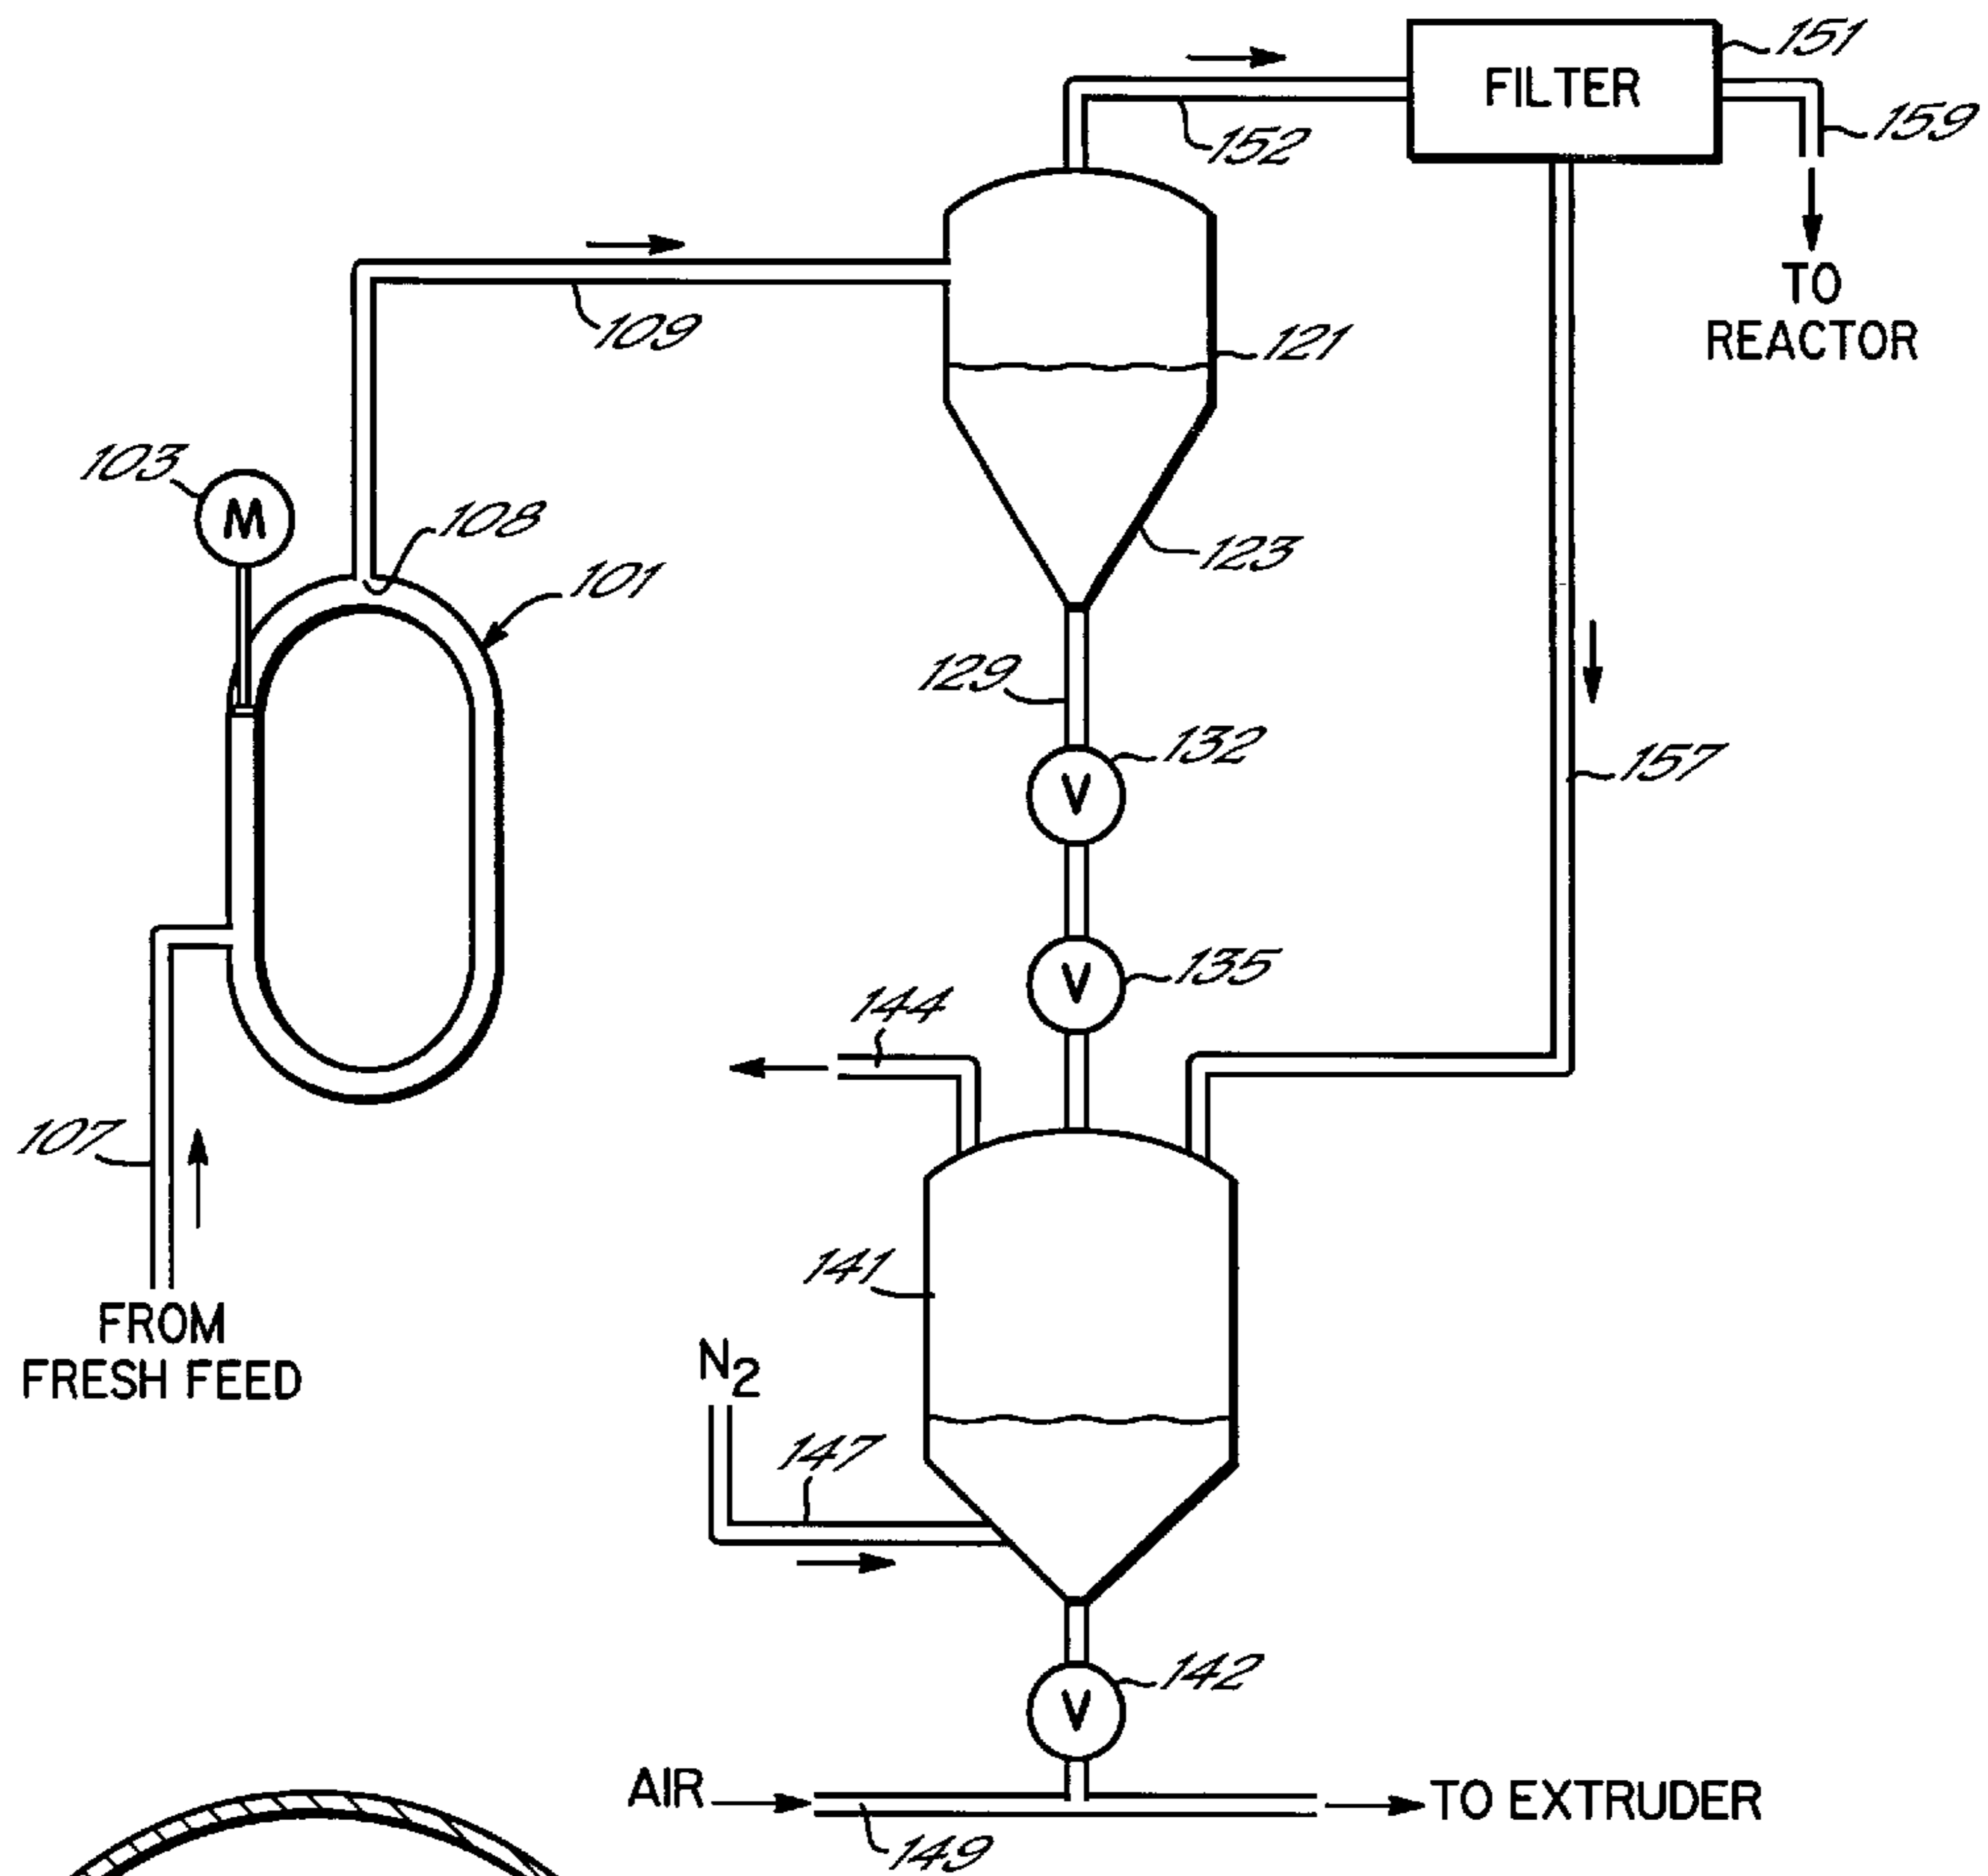 151
FILTER
159
152
TO
REACTOR
109
121
103
M
108
123
101
129
132
V
157
135
V
144
107
141
FROM
FRESH FEED
N2
147
142
V
AIR
TO EXTRUDER
149